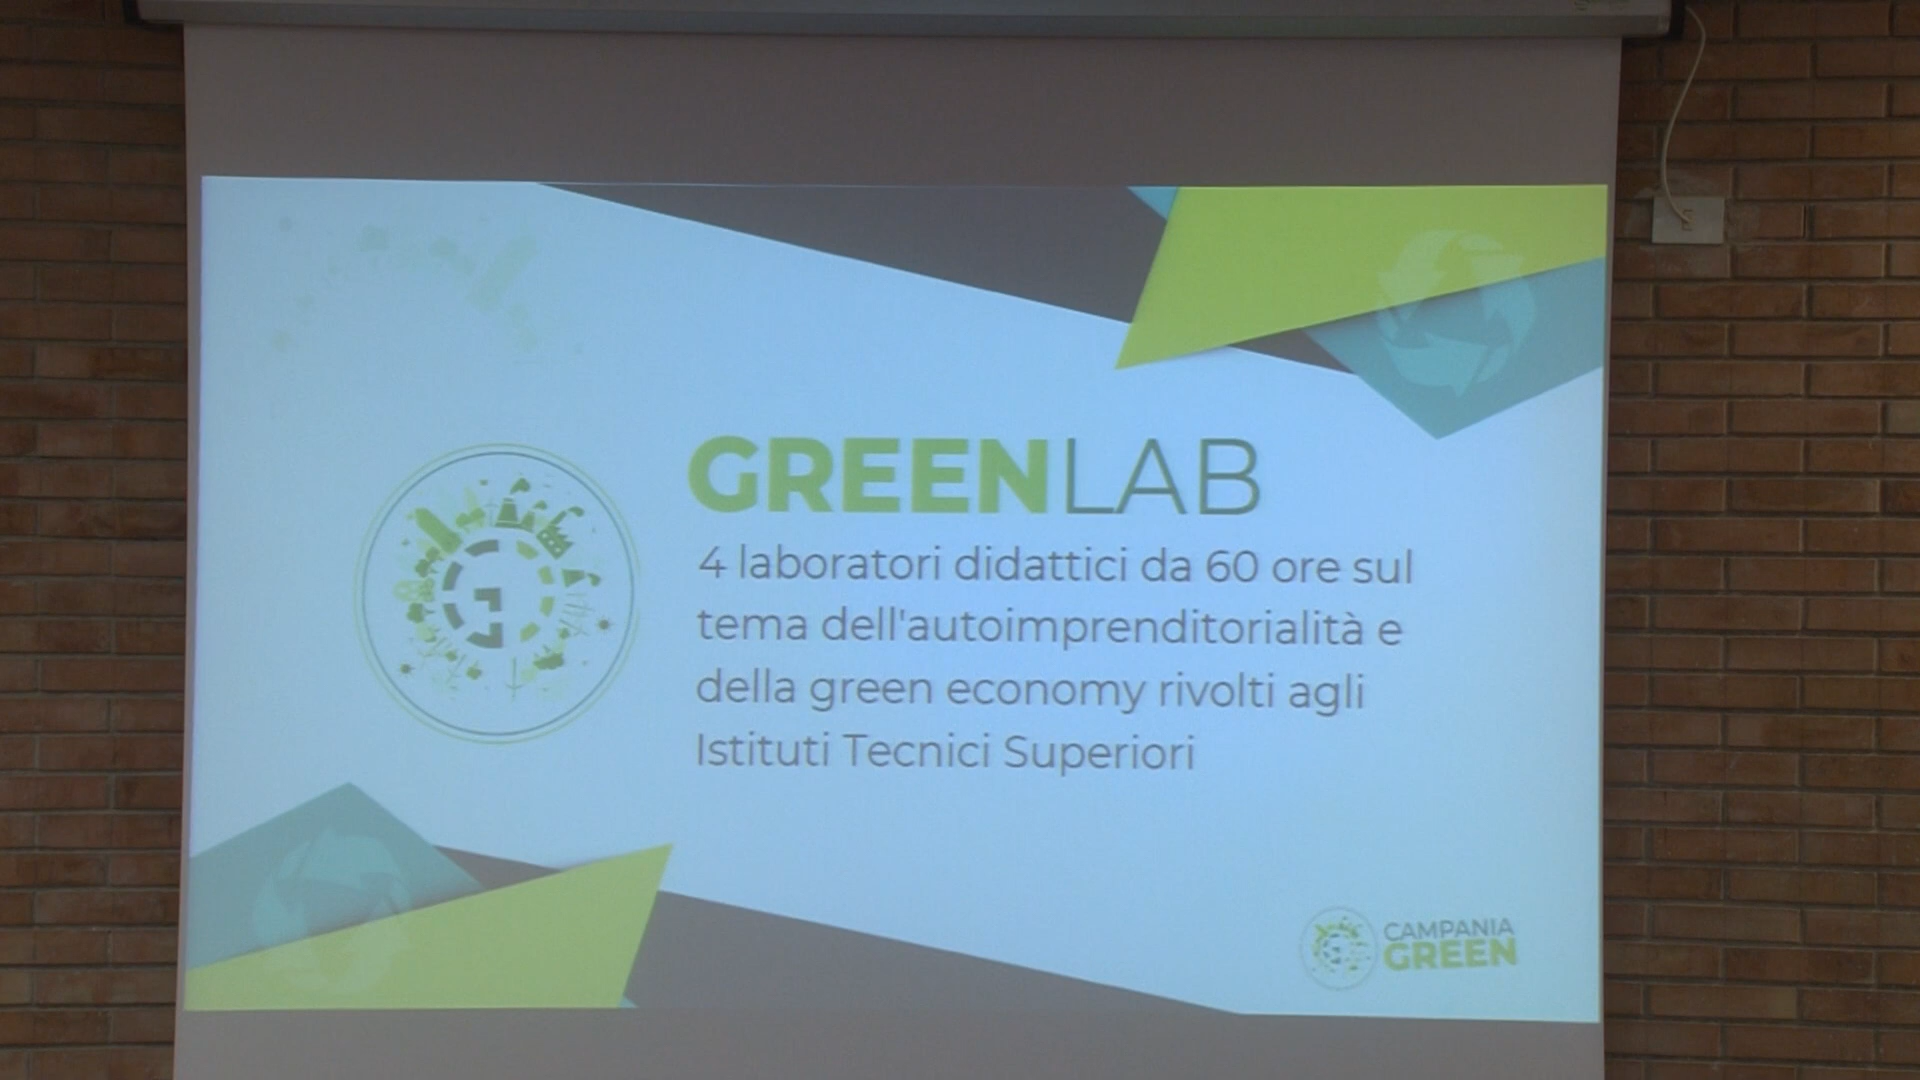 GREENLAB
4 laboratori didattici da 60 ore sul
tema dell'autoimprenditorialità e
della green economy rivolti agli
Istituti Tecnici Superiori
CAMPANIA
GREEN